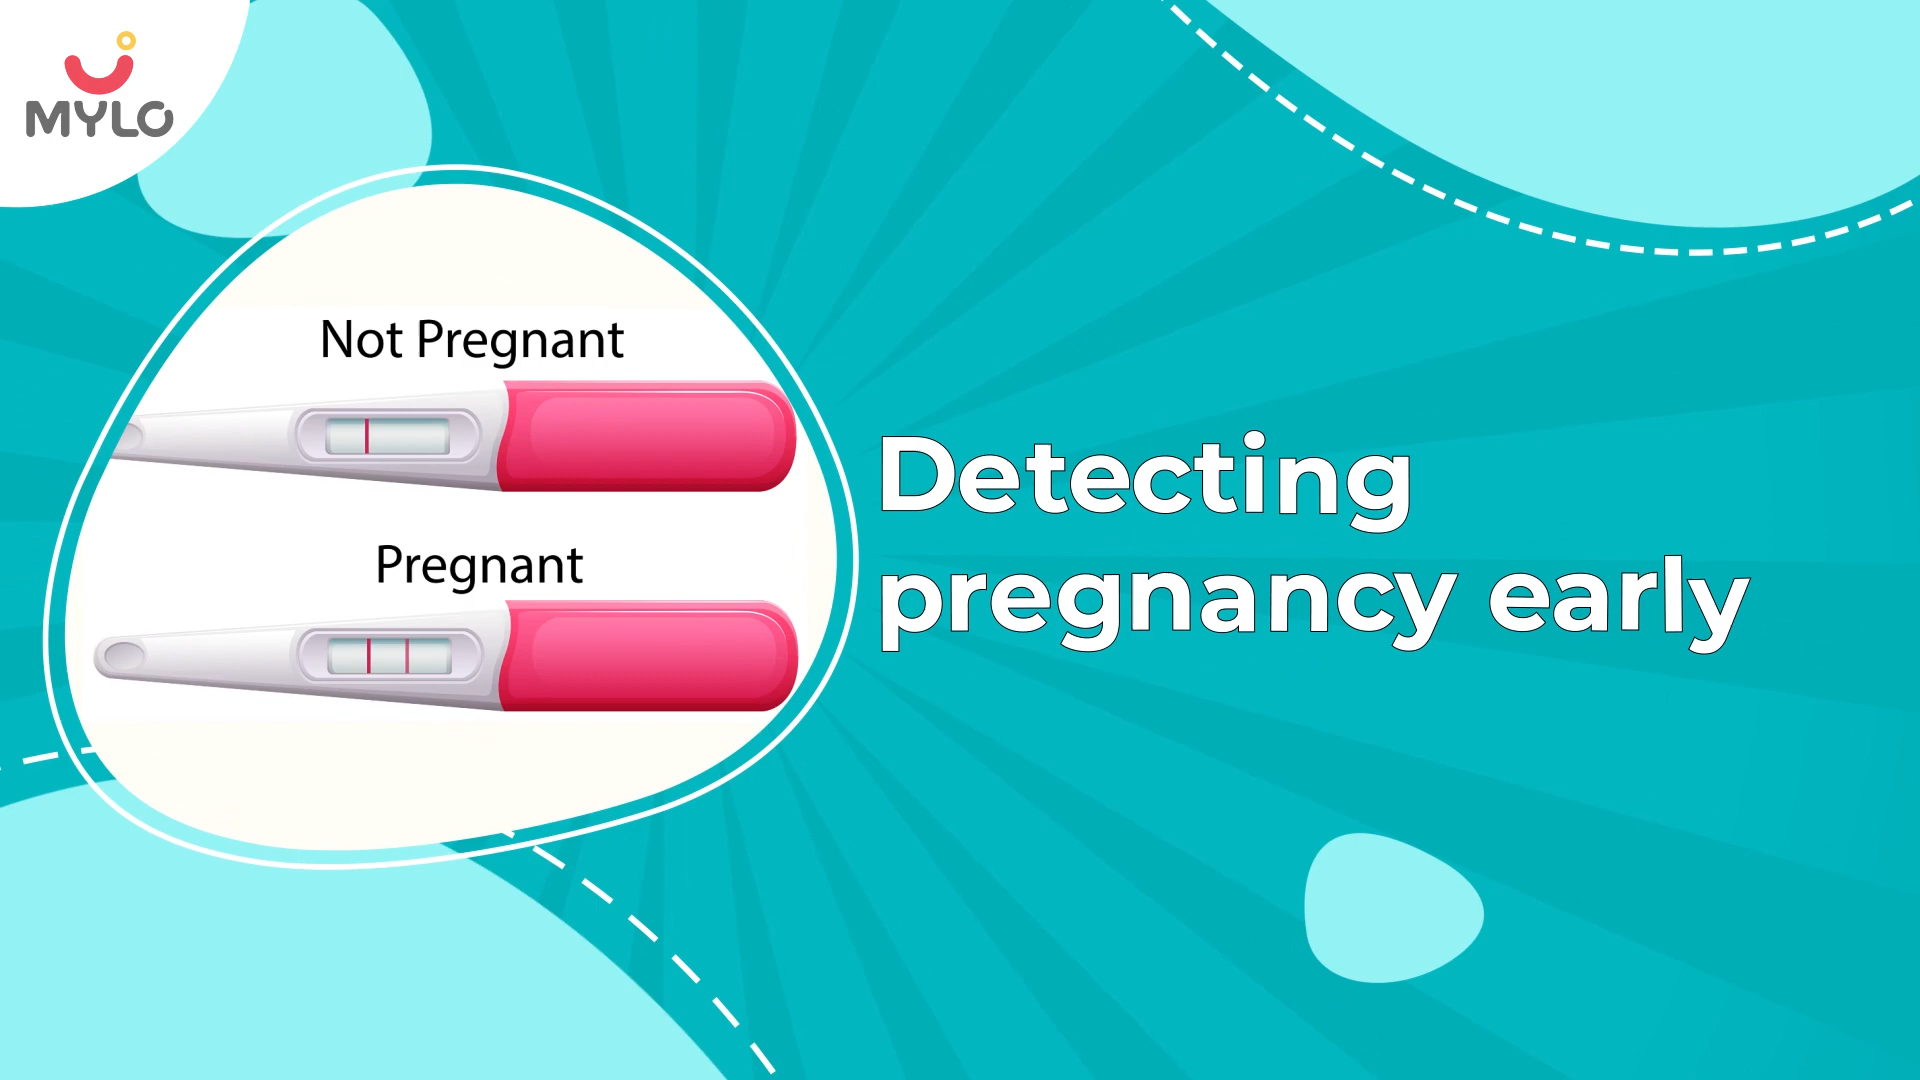 MYLO
Not Pregnant
Pregnant
Detecting
pregnancy early